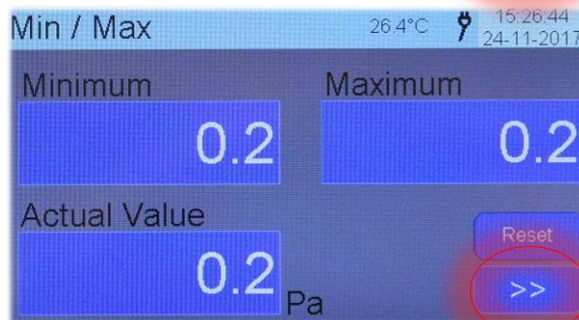 Min / Max 26.4°C 15:26:44
24-11-2017
Minimum Maximum
0.2 0.2
Actual Value
0.2 Pa
Reset
>>